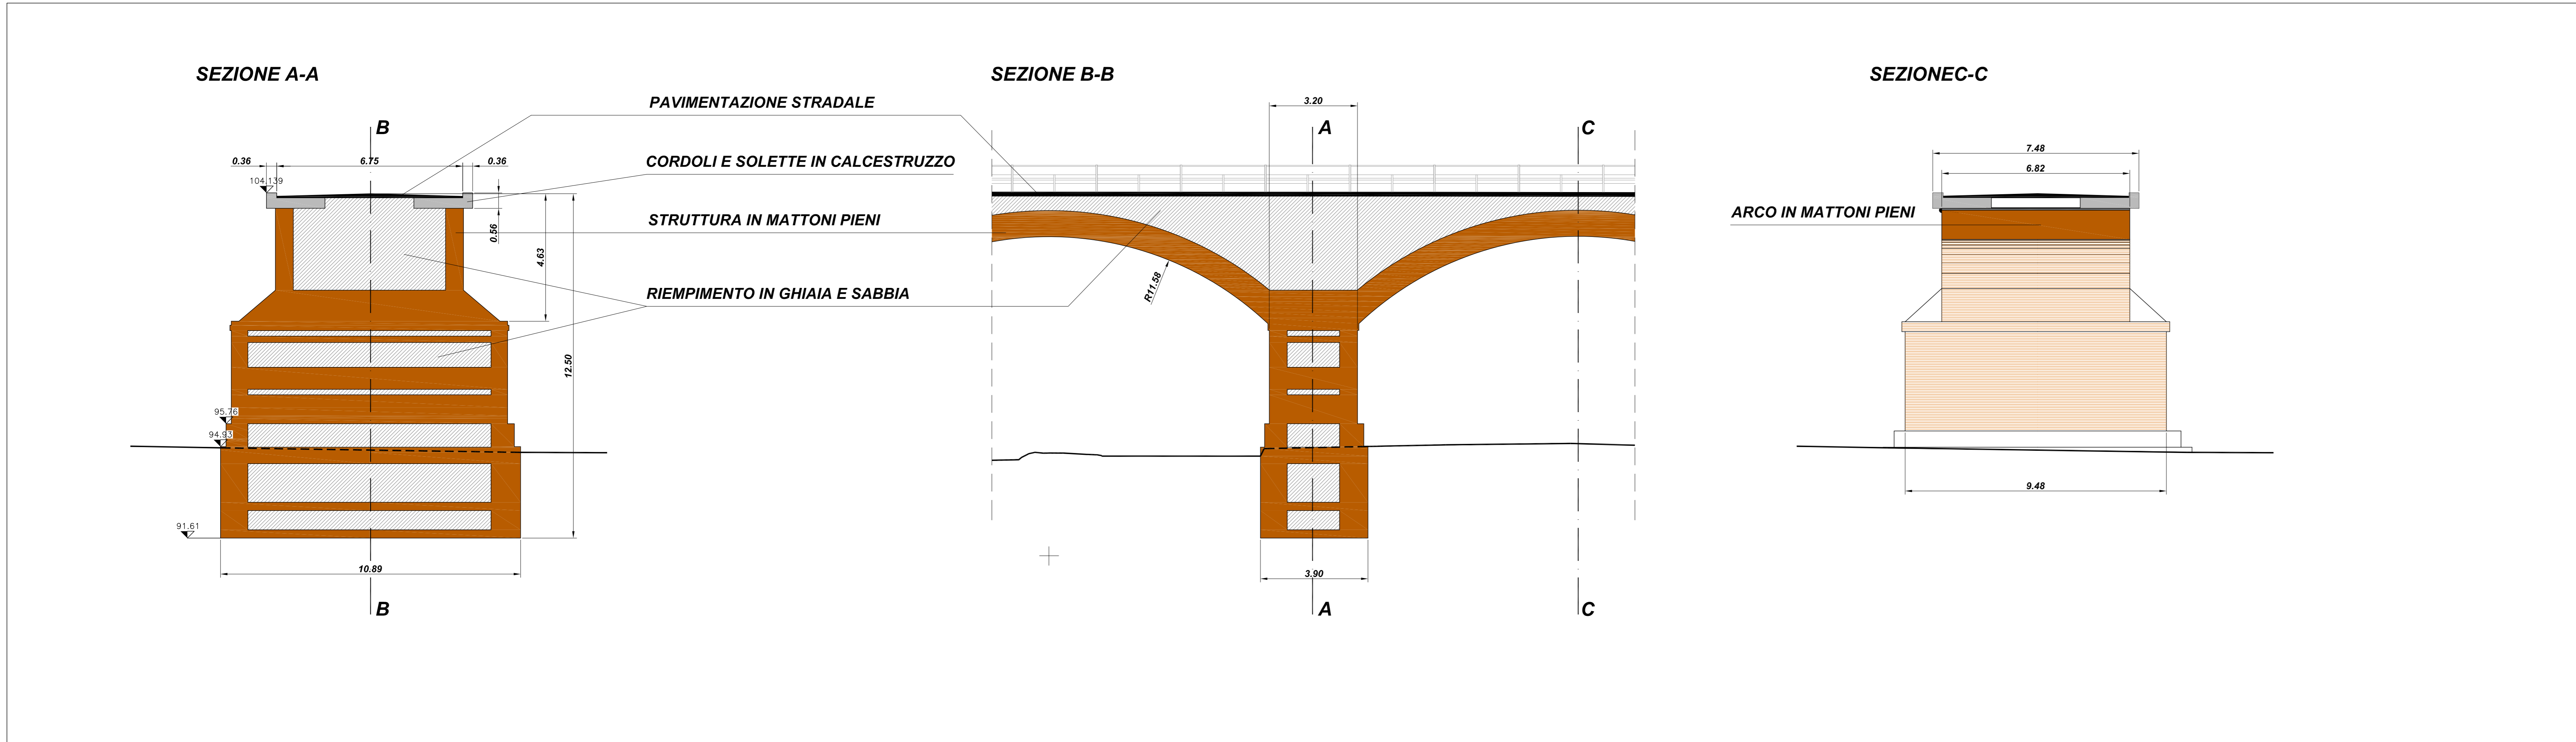 SEZIONE A-A
SEZIONE B-B
SEZIONEC-C
PAVIMENTAZIONE STRADALE
CORDOLI E SOLETTE IN CALCESTRUZZO
STRUTTURA IN MATTONI PIENI
RIEMPIMENTO IN GHIAIA E SABBIA
B
0.36
6.75
0.36
104.139
0.56
4.63
12.50
95.76
94.93
91.61
10.89
B
3.20
A
C
R11.58
3.90
A
C
7.48
6.82
ARCO IN MATTONI PIENI
9.48